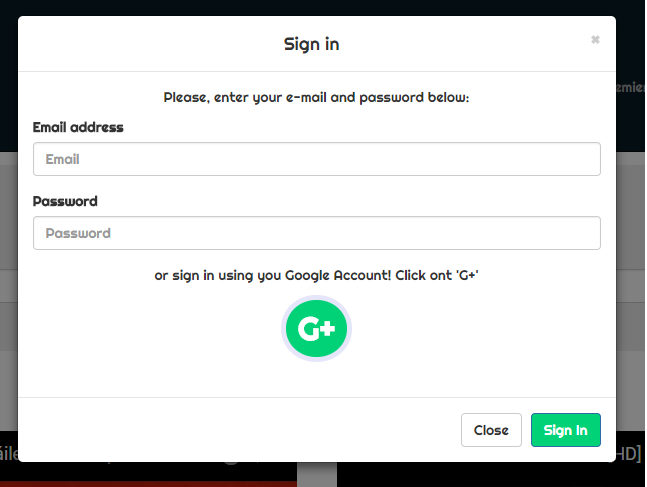 Sign in
×
emier
Please, enter your e-mail and password below:
Email address
Email
Password
Password
or sign in using you Google Account! Click ont 'G+'
G+
Close
Sign In
áile
HD]